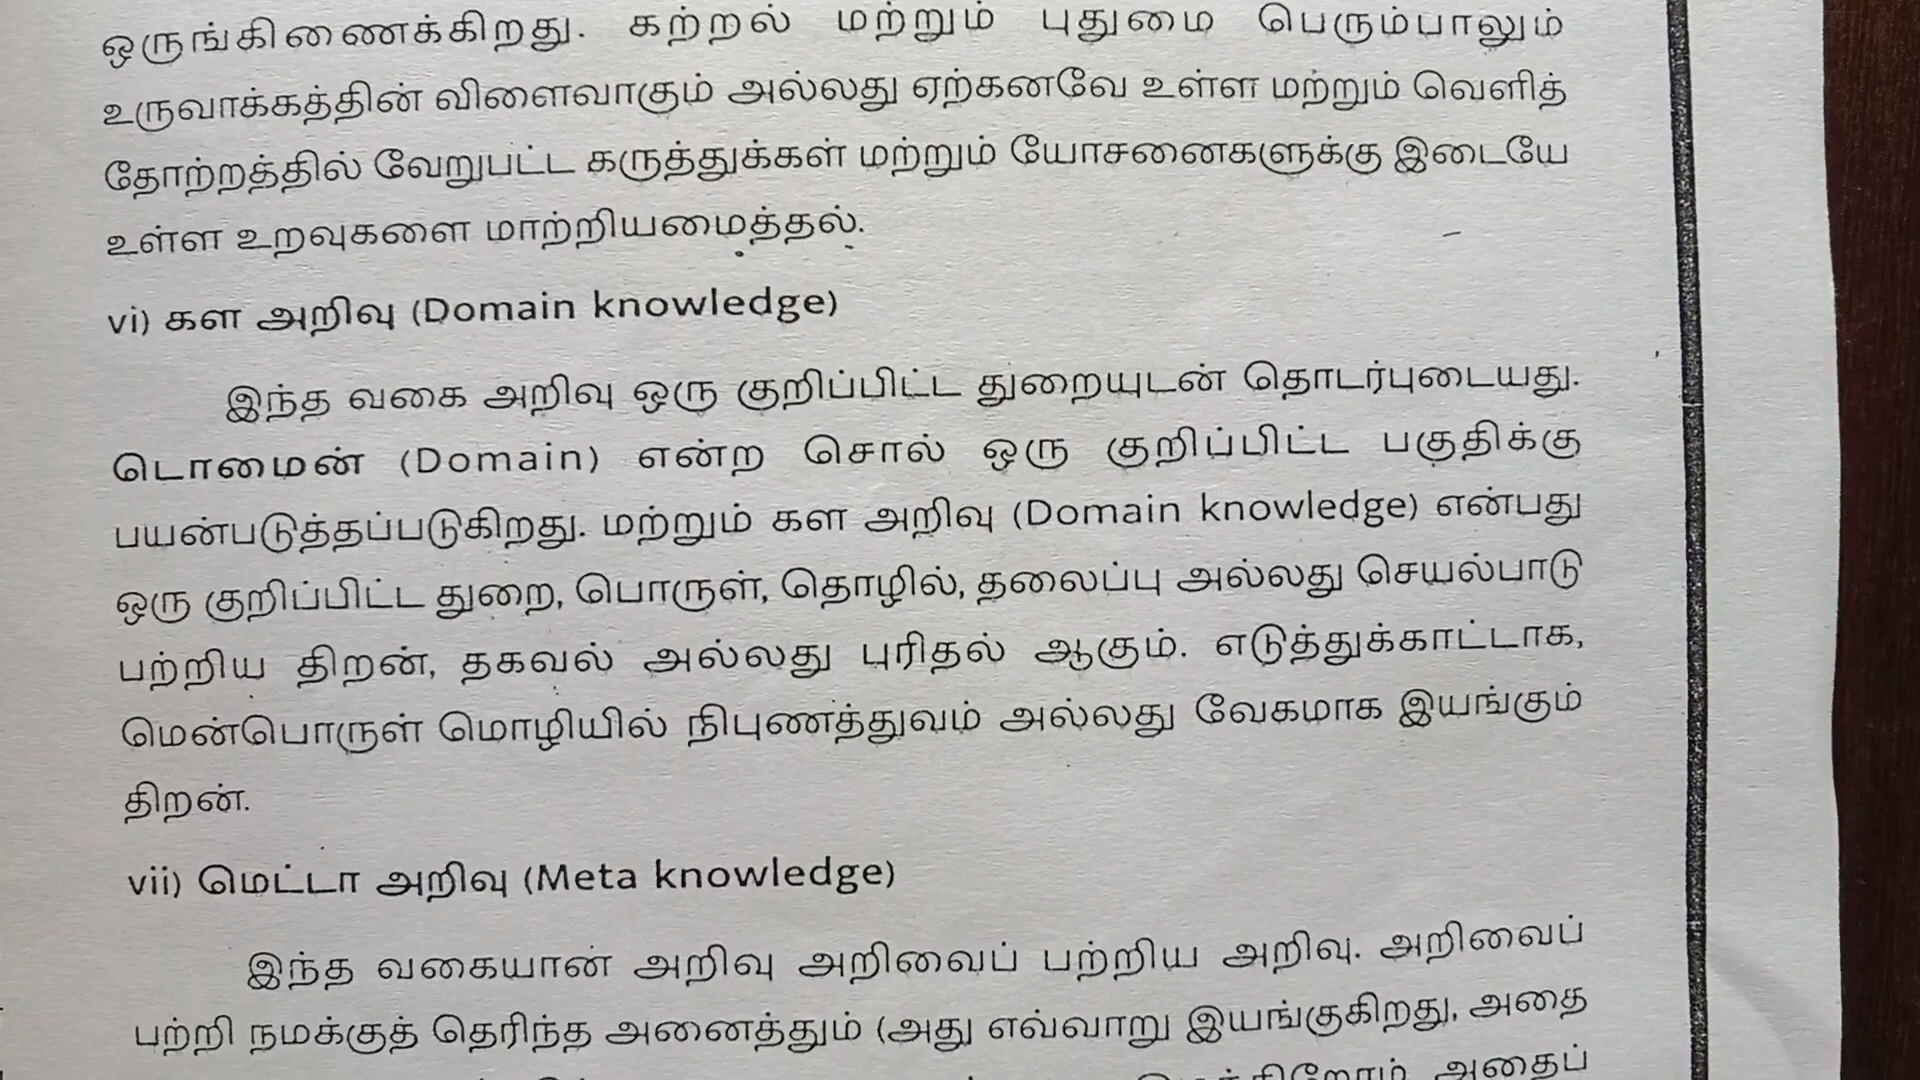 ஒருங்கிணைக்கிறது. கற்றல் மற்றும் புதுமை பெரும்பாலும்
உருவாக்கத்தின் விளைவாகும் அல்லது ஏற்கனவே உள்ள மற்றும் வெளித்
தோற்றத்தில் வேறுபட்ட கருத்துக்கள் மற்றும் யோசனைகளுக்கு இடையே
உள்ள உறவுகளை மாற்றியமைத்தல்.
vi) கள அறிவு (Domain knowledge)
இந்த வகை அறிவு ஒரு குறிப்பிட்ட துறையுடன் தொடர்புடையது.
டொமைன் (Domain) என்ற சொல் ஒரு குறிப்பிட்ட பகுதிக்கு
பயன்படுத்தப்படுகிறது. மற்றும் கள அறிவு (Domain knowledge) என்பது
ஒரு குறிப்பிட்ட துறை, பொருள், தொழில், தலைப்பு அல்லது செயல்பாடு
பற்றிய திறன், தகவல் அல்லது புரிதல் ஆகும். எடுத்துக்காட்டாக,
மென்பொருள் மொழியில் நிபுணத்துவம் அல்லது வேகமாக இயங்கும்
திறன்.
vii) மெட்டா அறிவு (Meta knowledge)
இந்த வகையான் அறிவு அறிவைப் பற்றிய அறிவு. அறிவைப்
பற்றி நமக்குத் தெரிந்த அனைத்தும் (அது எவ்வாறு இயங்குகிறது, அதை
அதைப்